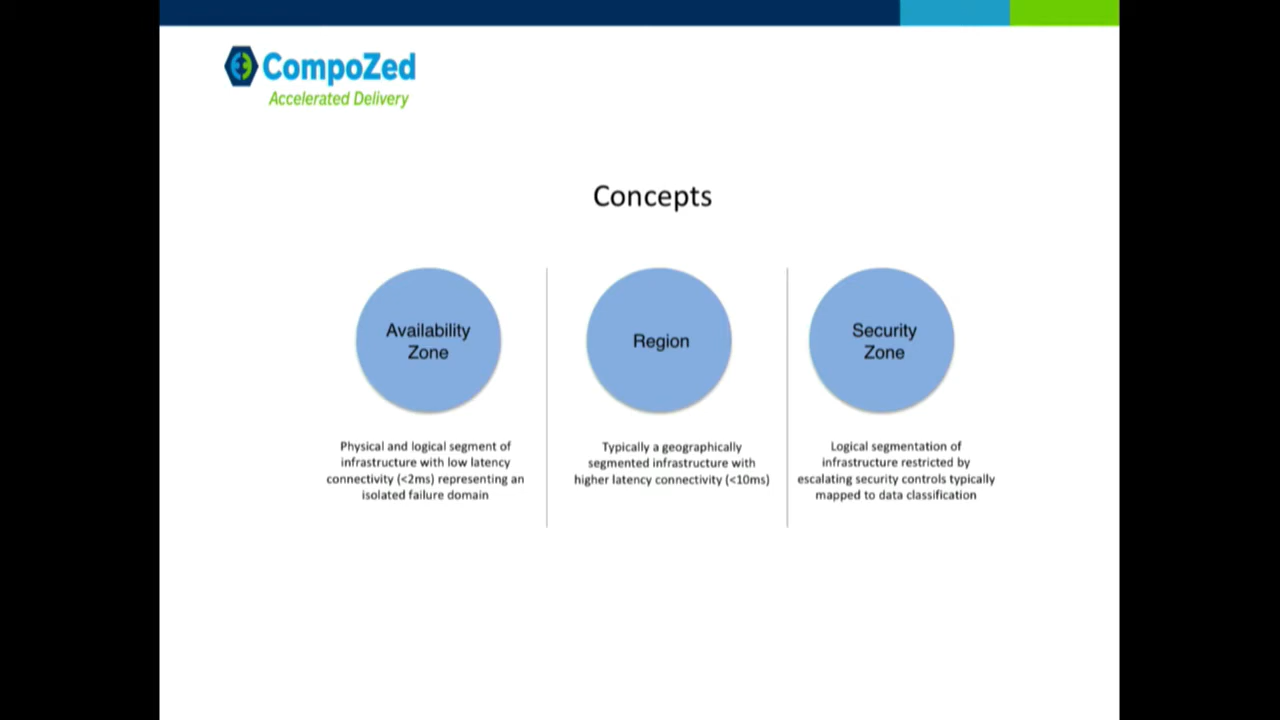 CompoZed
Accelerated Delivery
Concepts
Availability
Zone
Physical and logical segment of
infrastructure with low latency
connectivity (<2ms) representing an
isolated failure domain
Region
Typically a geographically
segmented infrastructure with
higher latency connectivity (<10ms)
Security
Zone
Logical segmentation of
infrastructure restricted by
escalating security controls typically
mapped to data classification